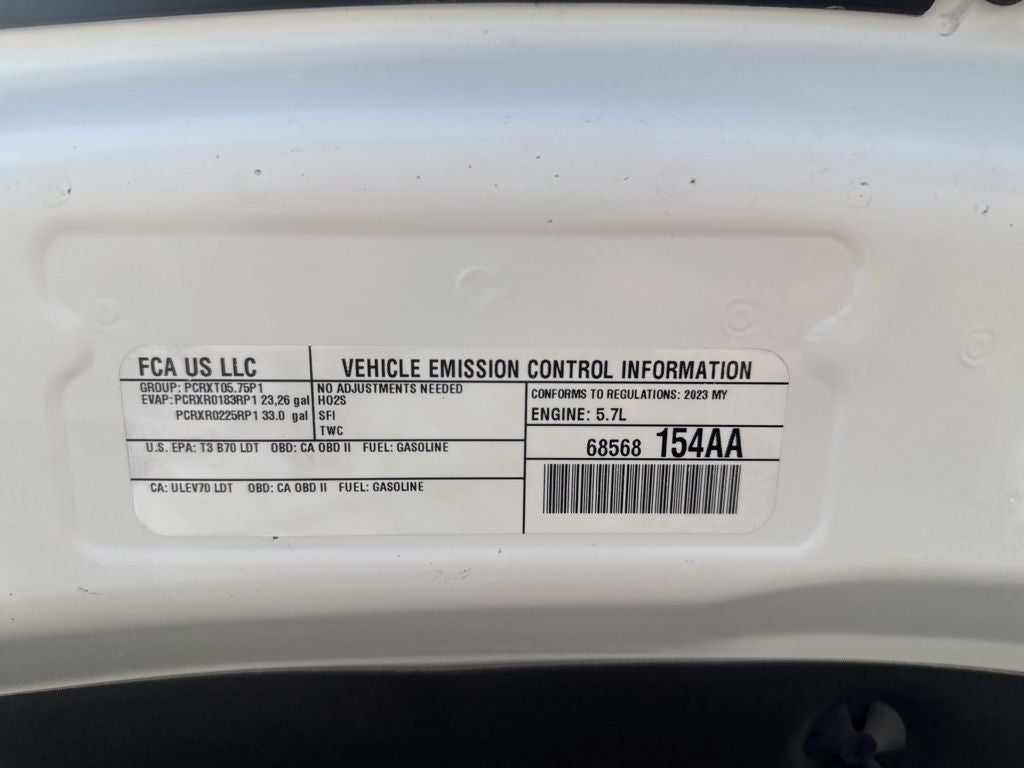 FCA US LLC
VEHICLE EMISSION CONTROL INFORMATION
GROUP: PCRXT05.75P1
EVAP: PCRXR0183RP1 23,26 gal
PCRXR0225RP1 33.0 gal
NO ADJUSTMENTS NEEDED
HO2S
SFI
TWC
CONFORMS TO REGULATIONS: 2023 MY
ENGINE: 5.7L
68568 154AA
U.S. EPA: T3 B70 LDT OBD: CA OBD II FUEL: GASOLINE
CA: ULEV70 LDT OBD: CA OBD II FUEL: GASOLINE